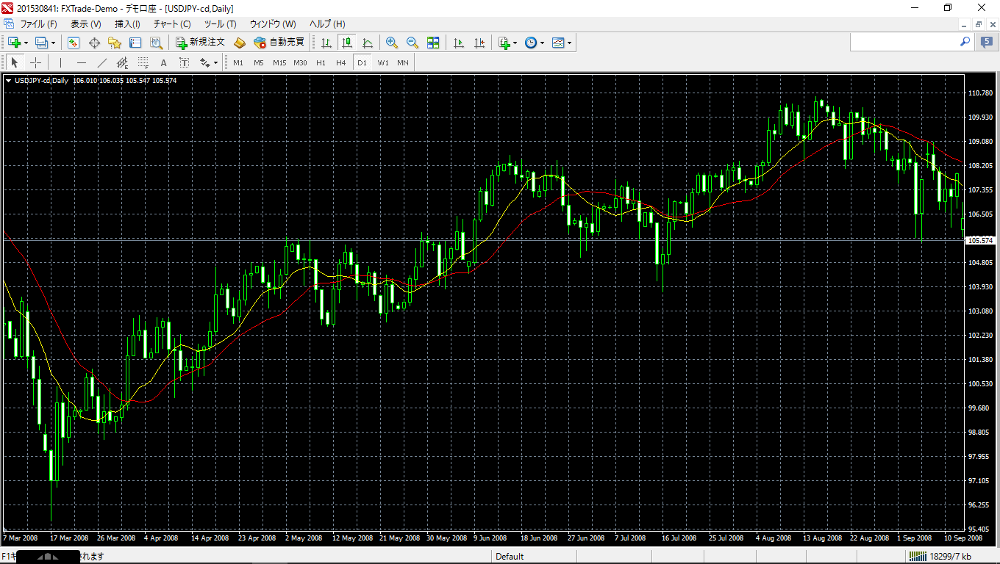 201530841: FXTrade-Demo - デモ口座 - [USDJPY-cd,Daily]
ファイル (F) 表示 (V) 挿入(I) チャート (C) ツール (T) ウィンドウ (W) ヘルプ (H)
新規注文 自動売買 5
A T M1 M5 M15 M30 H1 H4 D1 W1 MN
USDJPY-cd,Daily 106.010 106.035 105.547 105.574
110.780
109.930
109.080
108.205
107.355
106.505
105.574
104.805
103.930
103.080
102.230
101.380
100.530
99.680
98.805
97.955
97.105
96.255
95.405
7 Mar 2008 17 Mar 2008 26 Mar 2008 4 Apr 2008 14 Apr 2008 23 Apr 2008 2 May 2008 12 May 2008 21 May 2008 30 May 2008 9 Jun 2008 18 Jun 2008 27 Jun 2008 7 Jul 2008 16 Jul 2008 25 Jul 2008 4 Aug 2008 13 Aug 2008 22 Aug 2008 1 Sep 2008 10 Sep 2008
F1キ れます Default 18299/7 kb